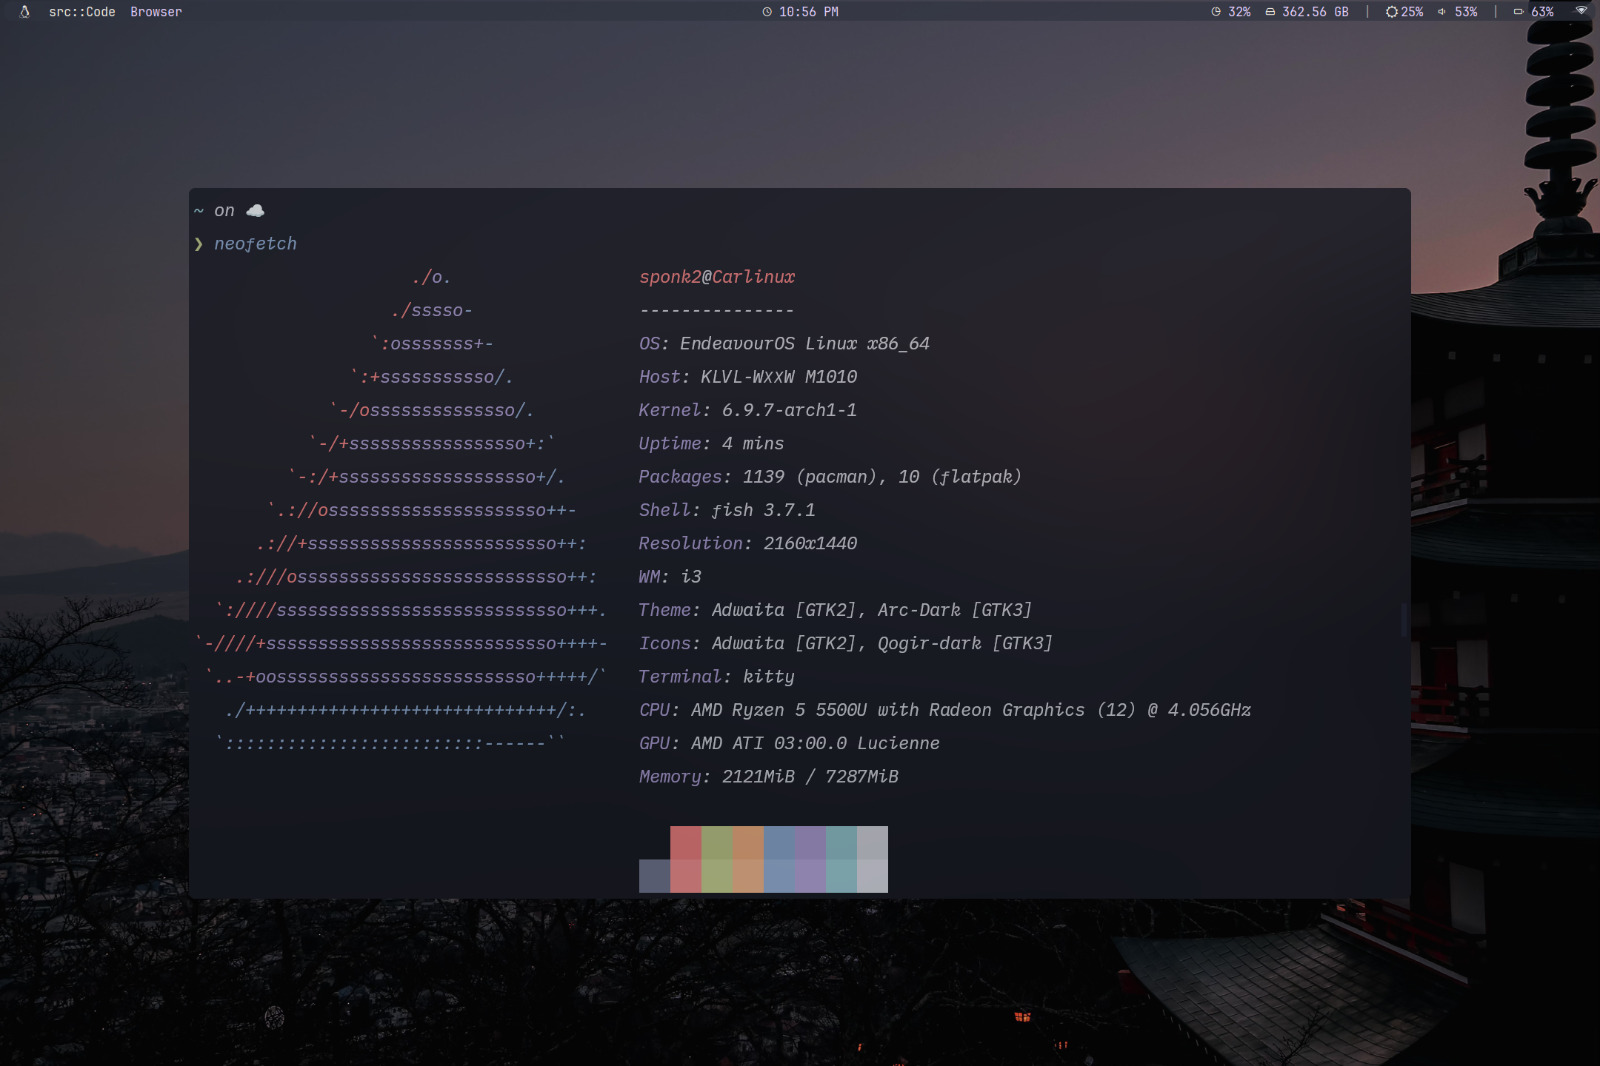 src::Code Browser 10:56 PM 32% 362.56 GB | 25% 53% | 63%
~ on ☁️
❯ neofetch
./o. sponk2@Carlinux
./sssso- ---------------
`:osssssss+- OS: EndeavourOS Linux x86_64
`:+sssssssssso/. Host: KLVL-WXXW M1010
`-/ossssssssssssso/. Kernel: 6.9.7-arch1-1
`-/+sssssssssssssssso+:` Uptime: 4 mins
`-:/+sssssssssssssssssso+/. Packages: 1139 (pacman), 10 (flatpak)
`.://osssssssssssssssssssso++- Shell: fish 3.7.1
.://+ssssssssssssssssssssssso++: Resolution: 2160x1440
.:///ossssssssssssssssssssssssso++: WM: i3
`:////ssssssssssssssssssssssssssso+++. Theme: Adwaita [GTK2], Arc-Dark [GTK3]
`-////+ssssssssssssssssssssssssssso++++- Icons: Adwaita [GTK2], Qogir-dark [GTK3]
`..-+oosssssssssssssssssssssssso+++++/` Terminal: kitty
./++++++++++++++++++++++++++++++/:. CPU: AMD Ryzen 5 5500U with Radeon Graphics (12) @ 4.056GHz
`:::::::::::::::::::::::::------`` GPU: AMD ATI 03:00.0 Lucienne
Memory: 2121MiB / 7287MiB